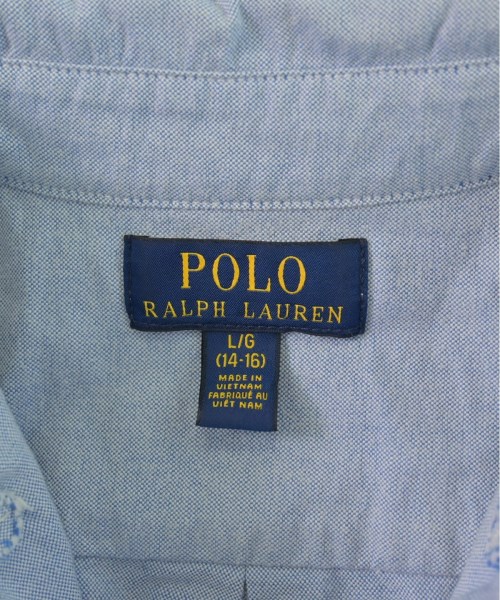 POLO
RALPH LAUREN
L/G
(14-16)
MADE IN
VIETNAM
FABRIQUÉ AU
VIÊT NAM